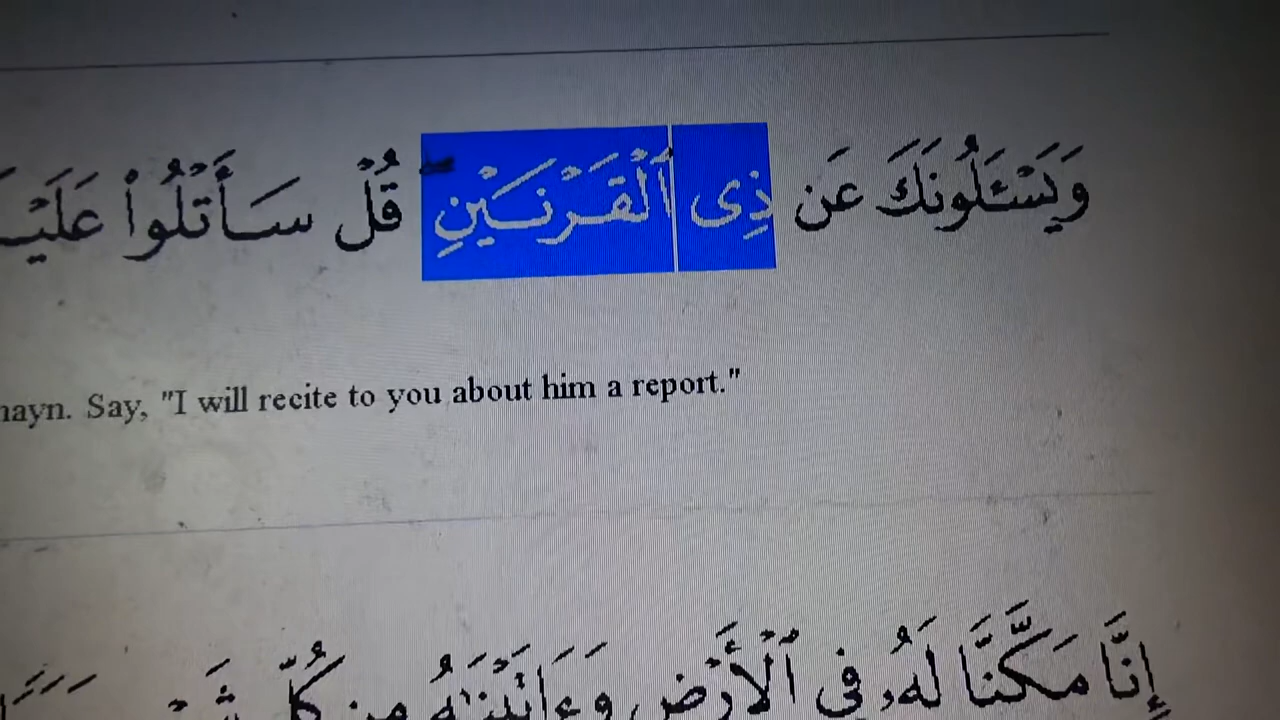 وَيَسْـَٔلُونَكَ عَن ذِى ٱلْقَرْنَيْنِ قُلْ سَأَتْلُوا۟
nayn. Say, "I will recite to you about him a report."
إِنَّا مَكَّنَّا لَهُۥ فِى ٱلْأَرْضِ وَءَاتَيْنَٰهُ مِن كُلِّ